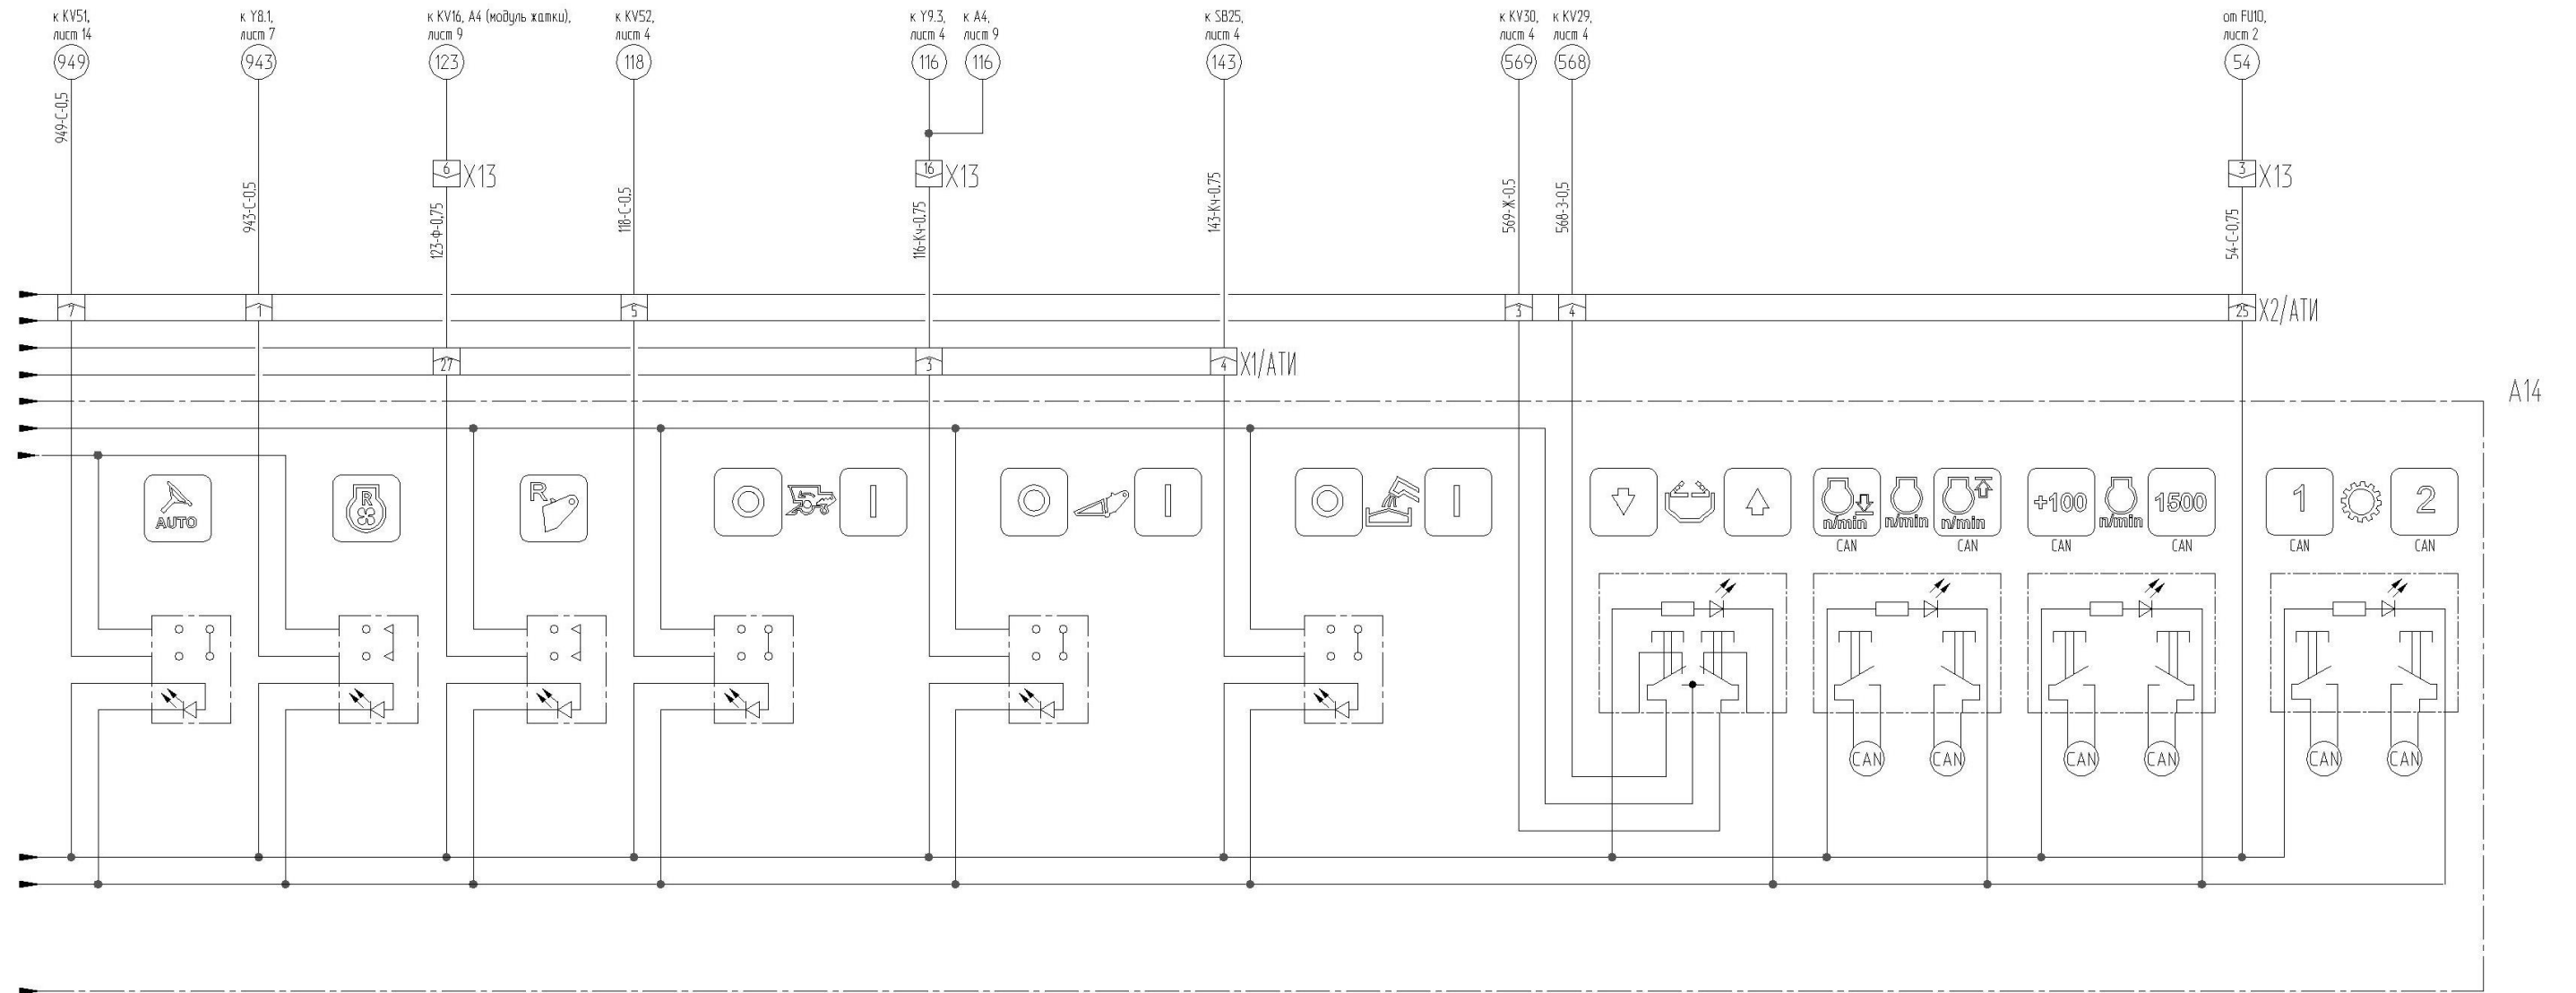 к KV51,
лист 14
949
949-С-0,5
к Y8.1,
лист 7
943
943-С-0,5
к KV16, А4 (модуль жатки),
лист 9
123
6
X13
123-Ф-0,75
к KV52,
лист 4
118
118-С-0,5
к Y9.3,
лист 4
116
к А4,
лист 9
116
16
X13
116-Кч-0,75
к SB25,
лист 4
143
143-Кч-0,75
к KV30,
лист 4
569
569-Ж-0,5
к KV29,
лист 4
568
568-З-0,5
от FU10,
лист 2
54
3
X13
54-С-0,75
7
1
5
3
4
25
X2/АТИ
27
3
4
X1/АТИ
А14
AUTO
R
R
n/min
CAN
n/min
n/min
CAN
+100
CAN
n/min
1500
CAN
1
CAN
2
CAN
CAN
CAN
CAN
CAN
CAN
CAN